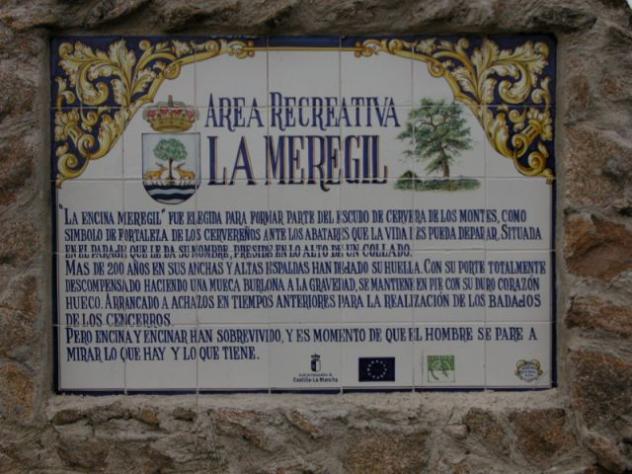 AREA RECREATIVA
LA MEREGIL
"LA ENCINA MEREGIL" FUE ELEGIDA PARA FORMAR PARTE DEL ESCUDO DE CERVERA DE LOS MONTES, COMO
SIMBOLO DE FORTALEZA DE LOS CERVEREÑOS ANTE LOS ABATARES QUE LA VIDA LES PUEDA DEPARAR. SITUADA
EN EL PARAJE QUE LE DA SU NOMBRE, PRESIDE EN LO ALTO DE UN COLLADO.
MAS DE 200 AÑOS EN SUS ANCHAS Y ALTAS ESPALDAS HAN DEJADO SU HUELLA. CON SU PORTE TOTALMENTE
DESCOMPENSADO HACIENDO UNA MUECA BURLONA A LA GRAVEDAD, SE MANTIENE EN PIE CON SU DURO CORAZÓN
HUECO. ARRANCADO A ACHAZOS EN TIEMPOS ANTERIORES PARA LA REALIZACIÓN DE LOS BADAJOS
DE LOS CENCERROS.
PERO ENCINA Y ENCINAR HAN SOBREVIVIDO, Y ES MOMENTO DE QUE EL HOMBRE SE PARE A
MIRAR LO QUE HAY Y LO QUE TIENE.
Castilla-La Mancha